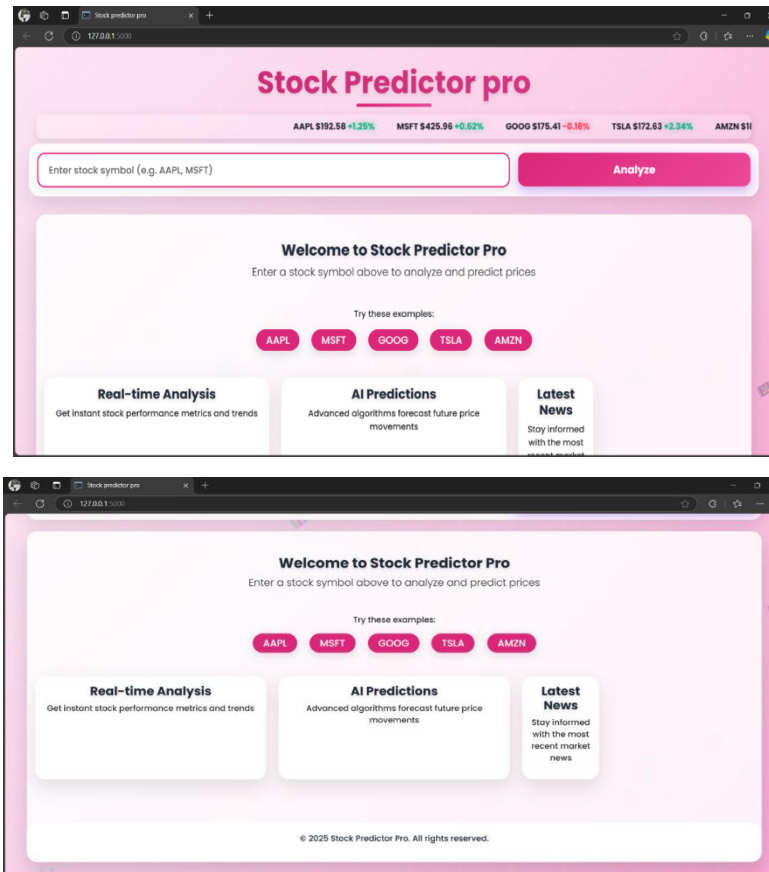 Stock predictor pro
127.0.0.1:5000
Stock Predictor pro
AAPL $192.58 +1.25% MSFT $425.96 +0.62% GOOG $175.41 -0.18% TSLA $172.63 +2.34% AMZN
Enter stock symbol (e.g. AAPL, MSFT)
Analyze
Welcome to Stock Predictor Pro
Enter a stock symbol above to analyze and predict prices
Try these examples:
AAPL MSFT GOOG TSLA AMZN
Real-time Analysis
Get instant stock performance metrics and trends
AI Predictions
Advanced algorithms forecast future price
movements
Latest
News
Stay informed
with the most
recent market
Stock predictor pro
127.0.0.1:5000
Welcome to Stock Predictor Pro
Enter a stock symbol above to analyze and predict prices
Try these examples:
AAPL MSFT GOOG TSLA AMZN
Real-time Analysis
Get instant stock performance metrics and trends
AI Predictions
Advanced algorithms forecast future price
movements
Latest
News
Stay informed
with the most
recent market
news
© 2025 Stock Predictor Pro. All rights reserved.